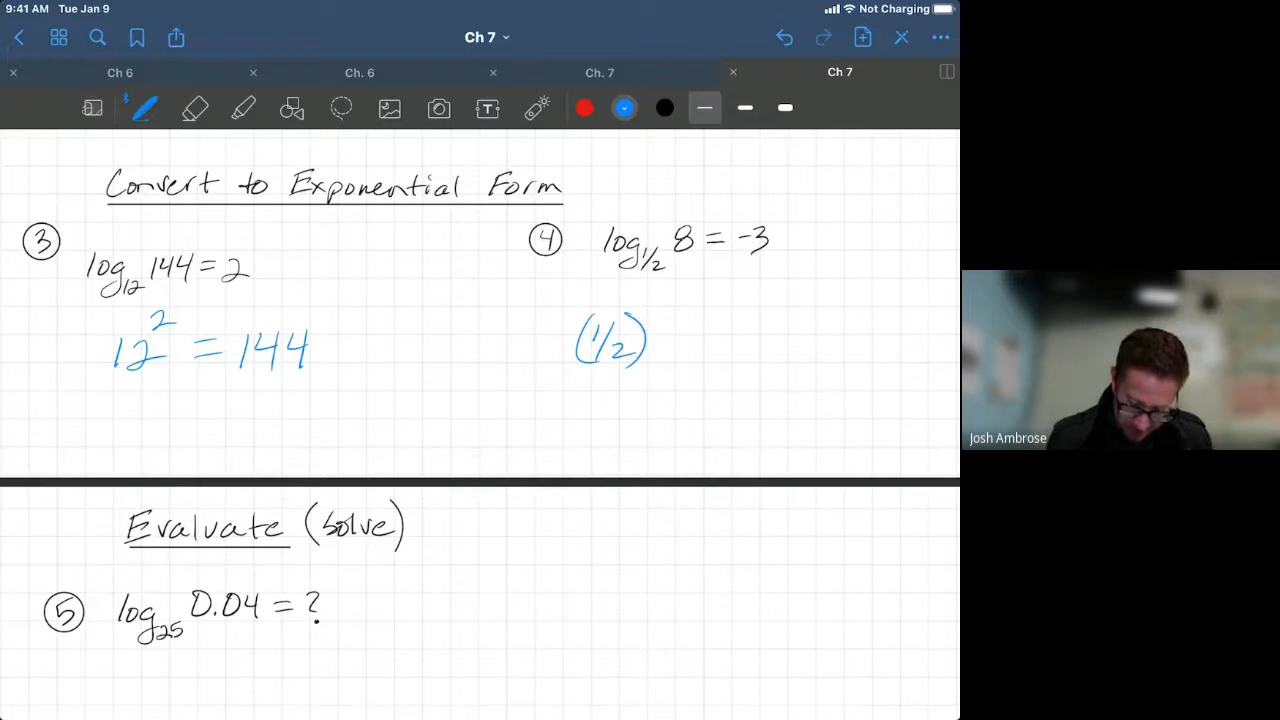 9:41 AM Tue Jan 9
Not Charging
Ch 7
Ch 6
Ch. 6
Ch. 7
Ch 7
Convert to Exponential Form
③ log₁₂ 144 = 2
12² = 144
④ log₁/₂ 8 = -3
(1/2)
Josh Ambrose
Evaluate (Solve)
⑤ log₂₅ 0.04 = ?